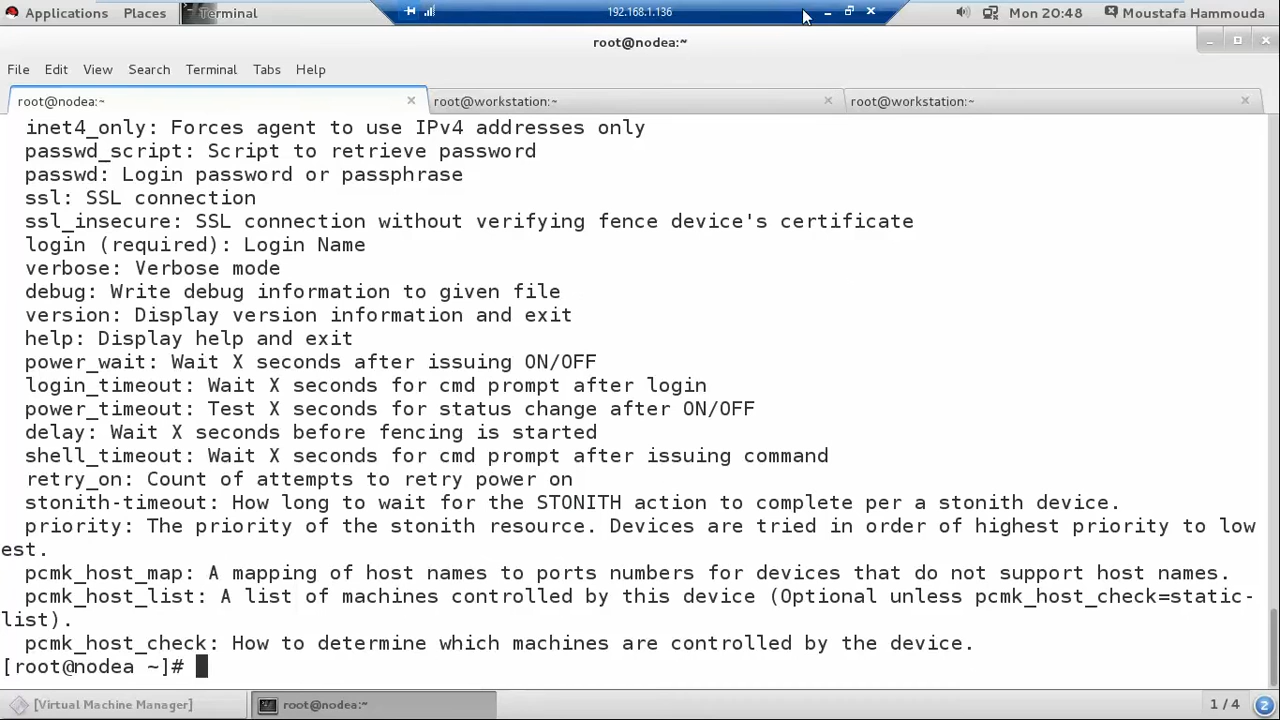 Applications Places Terminal 192.168.1.136 Mon 20:48 Moustafa Hammouda
root@nodea:~
File Edit View Search Terminal Tabs Help
root@nodea:~ root@workstation:~ root@workstation:~
inet4_only: Forces agent to use IPv4 addresses only
passwd_script: Script to retrieve password
passwd: Login password or passphrase
ssl: SSL connection
ssl_insecure: SSL connection without verifying fence device's certificate
login (required): Login Name
verbose: Verbose mode
debug: Write debug information to given file
version: Display version information and exit
help: Display help and exit
power_wait: Wait X seconds after issuing ON/OFF
login_timeout: Wait X seconds for cmd prompt after login
power_timeout: Test X seconds for status change after ON/OFF
delay: Wait X seconds before fencing is started
shell_timeout: Wait X seconds for cmd prompt after issuing command
retry_on: Count of attempts to retry power on
stonith-timeout: How long to wait for the STONITH action to complete per a stonith device.
priority: The priority of the stonith resource. Devices are tried in order of highest priority to low
est.
pcmk_host_map: A mapping of host names to ports numbers for devices that do not support host names.
pcmk_host_list: A list of machines controlled by this device (Optional unless pcmk_host_check=static-
list).
pcmk_host_check: How to determine which machines are controlled by the device.
[root@nodea ~]#
[Virtual Machine Manager] root@nodea:~ 1 / 4 2